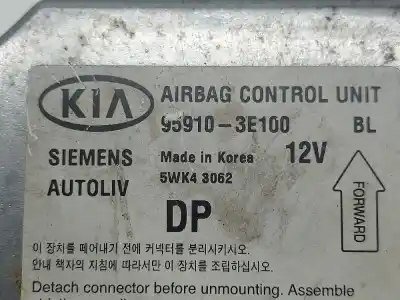 KIA AIRBAG CONTROL UNIT
95910-3E100 BL
SIEMENS Made in Korea 12V
AUTOLIV 5WK4 3062
DP
FORWARD
이 장치를 떼어내기 전에 커넥터를 분리시키시오.
안내 책자의 지침에 따라서만 이 장치를 조립하십시오.
Detach connector before unmounting. Assemble